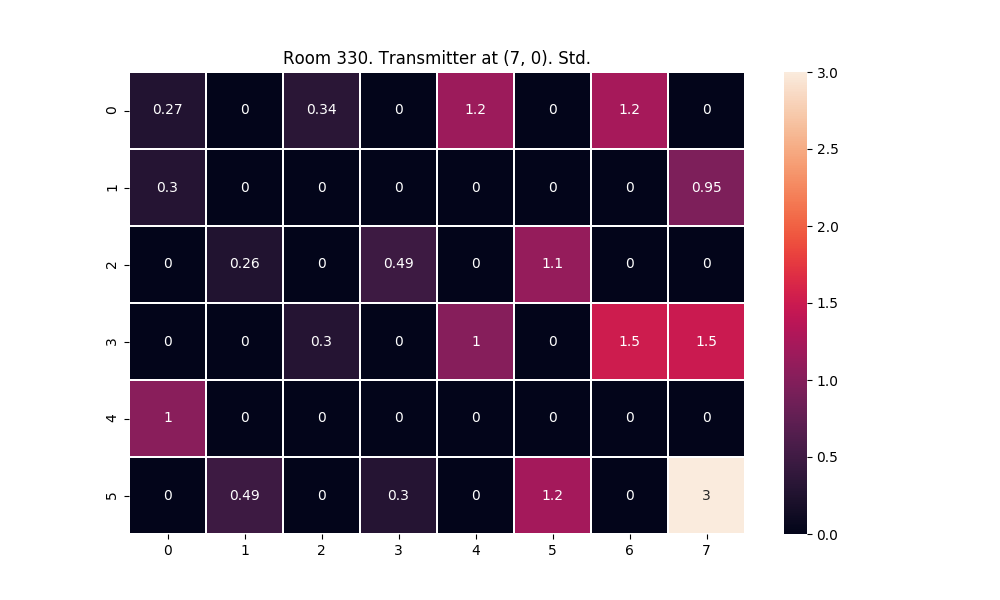 Room 330. Transmitter at (7, 0). Std.
0 0.27 0 0.34 0 1.2 0 1.2 0
1 0.3 0 0 0 0 0 0 0.95
2 0 0.26 0 0.49 0 1.1 0 0
3 0 0 0.3 0 1 0 1.5 1.5
4 1 0 0 0 0 0 0 0
5 0 0.49 0 0.3 0 1.2 0 3
0 1 2 3 4 5 6 7
3.0
2.5
2.0
1.5
1.0
0.5
0.0